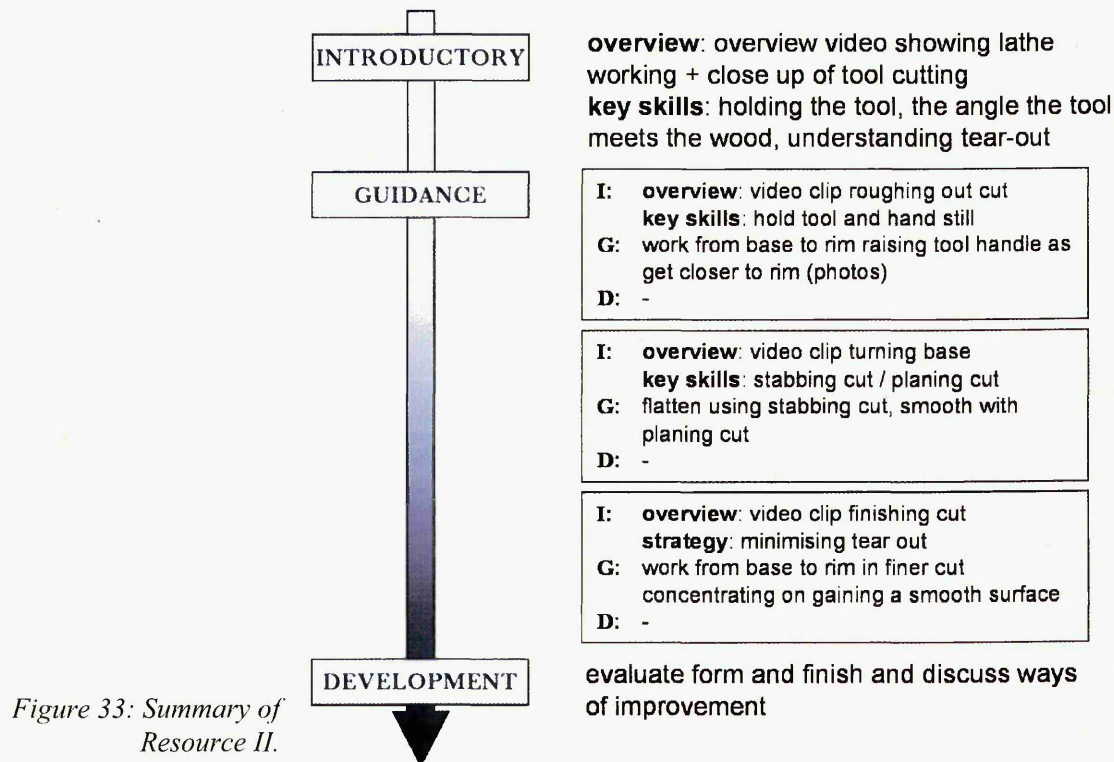 INTRODUCTORY
overview: overview video showing lathe
working + close up of tool cutting
key skills: holding the tool, the angle the tool
meets the wood, understanding tear-out
GUIDANCE
I: overview: video clip roughing out cut
key skills: hold tool and hand still
G: work from base to rim raising tool handle as
get closer to rim (photos)
D: -
I: overview: video clip turning base
key skills: stabbing cut / planing cut
G: flatten using stabbing cut, smooth with
planing cut
D: -
I: overview: video clip finishing cut
strategy: minimising tear out
G: work from base to rim in finer cut
concentrating on gaining a smooth surface
D: -
DEVELOPMENT
evaluate form and finish and discuss ways
of improvement
Figure 33: Summary of
Resource II.